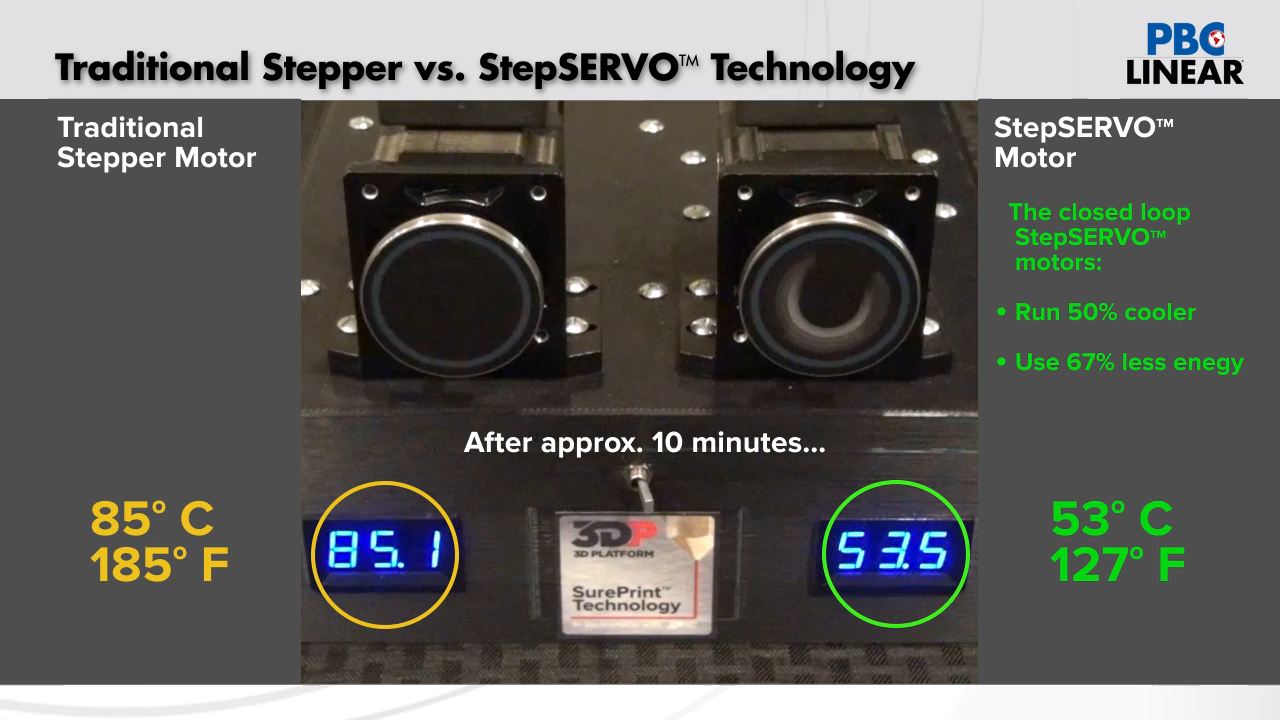 Traditional Stepper vs. StepSERVO™ Technology
PBC
LINEAR
Traditional
Stepper Motor
StepSERVO™
Motor
The closed loop
StepSERVO™
motors:
• Run 50% cooler
• Use 67% less enegy
After approx. 10 minutes...
85° C
185° F
85.1
3DP
3D PLATFORM
SurePrint™
Technology
53.5
53° C
127° F